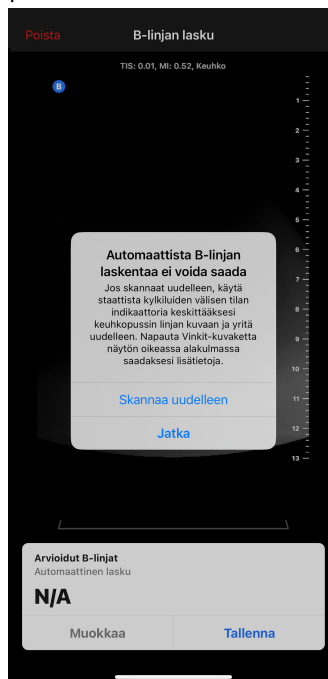 Poista
B-linjan lasku
TIS: 0.01, MI: 0.52, Keuhko
B
1
2
3
4
5
6
Automaattista B-linjan
laskentaa ei voida saada
Jos skannaat uudelleen, käytä
staattista kylkiluiden välisen tilan
indikaattoria keskittääksesi
keuhkopussin linjan kuvaan ja yritä
uudelleen. Napauta Vinkit-kuvaketta
näytön oikeassa alakulmassa
saadaksesi lisätietoja.
7
8
9
10
Skannaa uudelleen
11
Jatka
12
13
Arvioidut B-linjat
Automaattinen lasku
N/A
Muokkaa
Tallenna